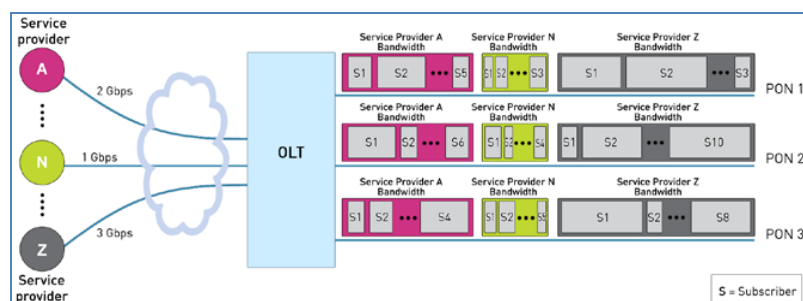 Service
provider
A
2 Gbps
N
1 Gbps
Z
3 Gbps
Service
provider
OLT
Service Provider A
Bandwidth
Service Provider N
Bandwidth
Service Provider Z
Bandwidth
S1 S2 S5 S1 S2 S3 S1 S2 S3
PON 1
Service Provider A
Bandwidth
Service Provider N
Bandwidth
Service Provider Z
Bandwidth
S1 S2 S6 S1 S2 S4 S1 S2 S10
PON 2
Service Provider A
Bandwidth
Service Provider N
Bandwidth
Service Provider Z
Bandwidth
S1 S2 S4 S1 S2 S5 S1 S2 S8
PON 3
S = Subscriber